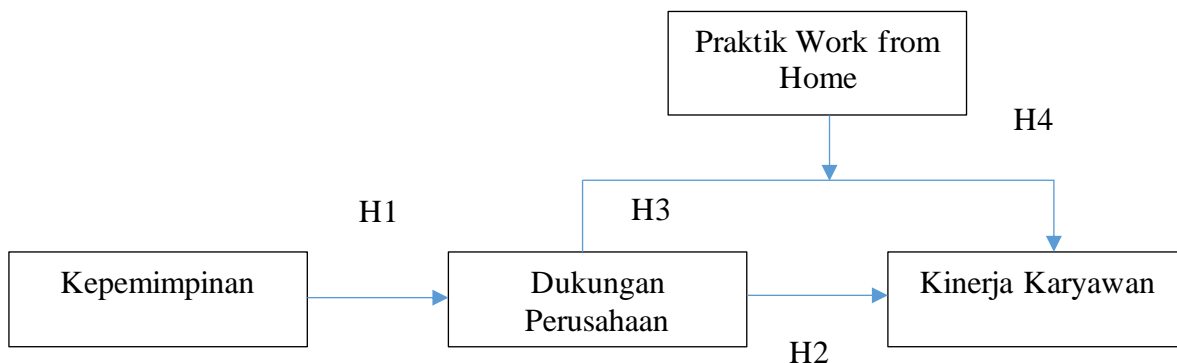 Praktik Work from
Home
H4
H1
H3
Kepemimpinan
Dukungan
Perusahaan
Kinerja Karyawan
H2